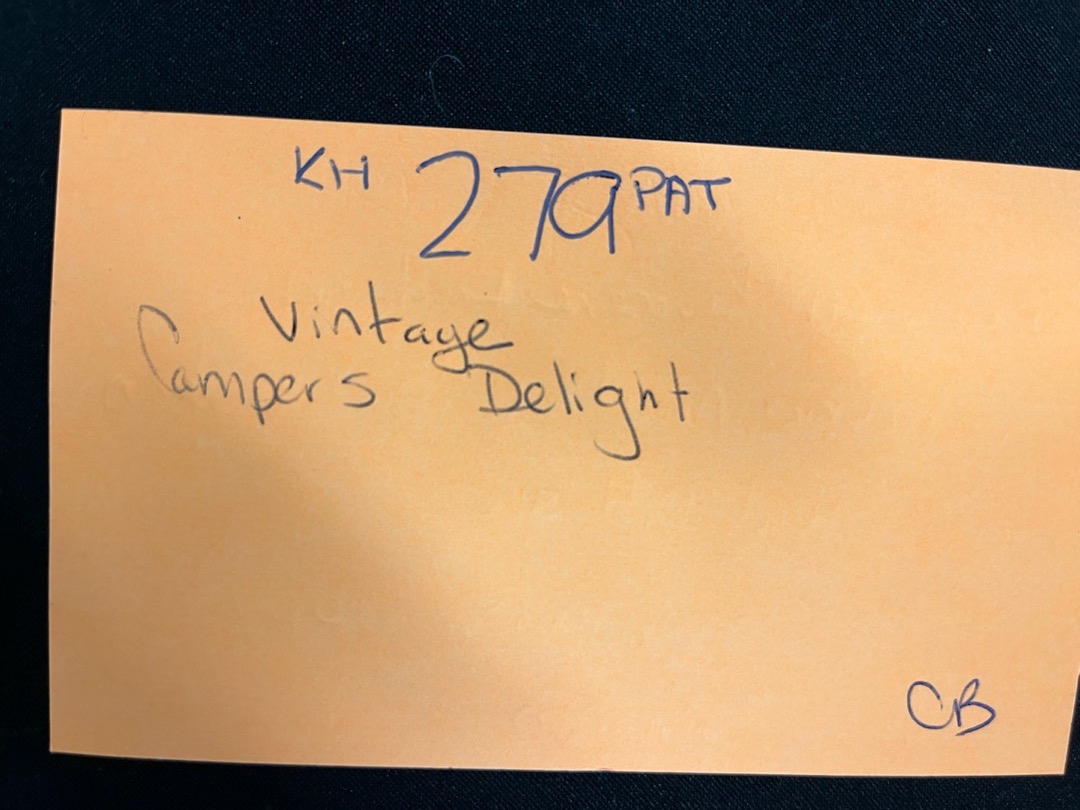 KH 279 PAT
Vintage
Campers Delight
CB